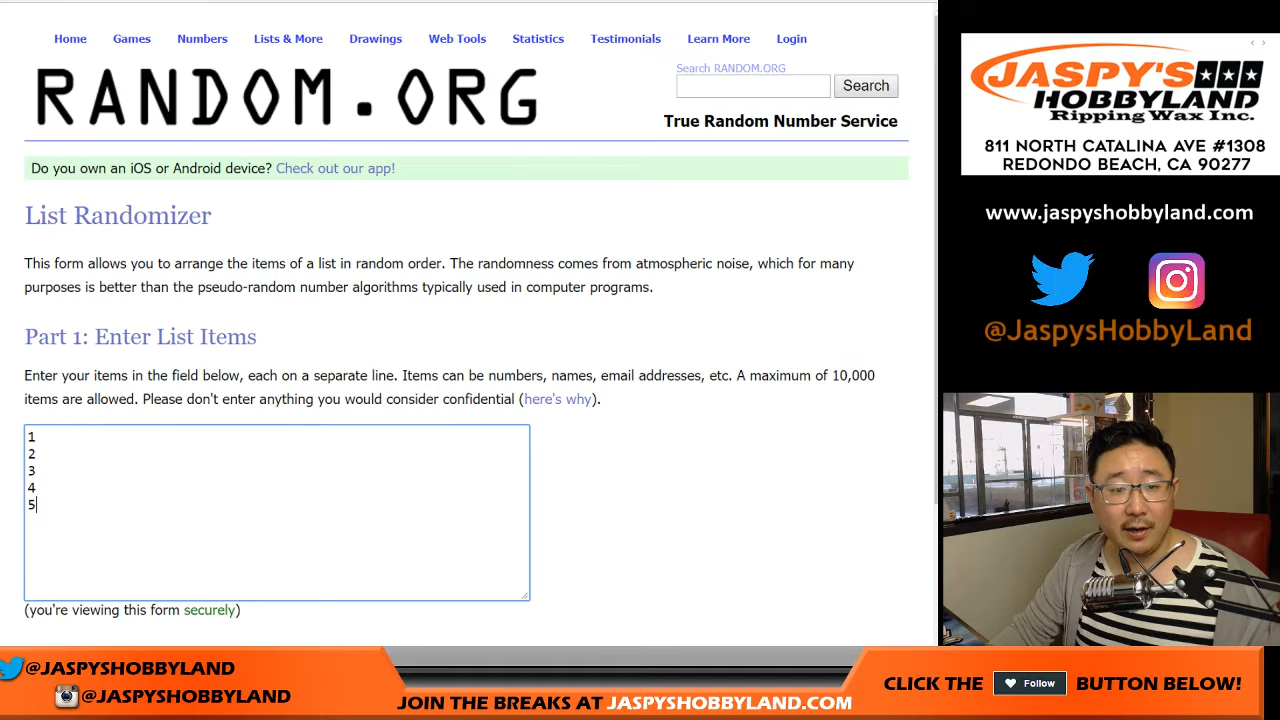 Home Games Numbers Lists & More Drawings Web Tools Statistics Testimonials Learn More Login
RANDOM.ORG
Search RANDOM.ORG
Search
True Random Number Service
Do you own an iOS or Android device? Check out our app!
List Randomizer
This form allows you to arrange the items of a list in random order. The randomness comes from atmospheric noise, which for many
purposes is better than the pseudo-random number algorithms typically used in computer programs.
Part 1: Enter List Items
Enter your items in the field below, each on a separate line. Items can be numbers, names, email addresses, etc. A maximum of 10,000
items are allowed. Please don't enter anything you would consider confidential (here's why).
1
2
3
4
5
(you're viewing this form securely)
JASPY'S
HOBBYLAND
Ripping Wax Inc.
811 NORTH CATALINA AVE #1308
REDONDO BEACH, CA 90277
www.jaspyshobbyland.com
@JaspysHobbyLand
@JASPYSHOBBYLAND
@JASPYSHOBBYLAND
JOIN THE BREAKS AT JASPYSHOBBYLAND.COM
CLICK THE Follow BUTTON BELOW!